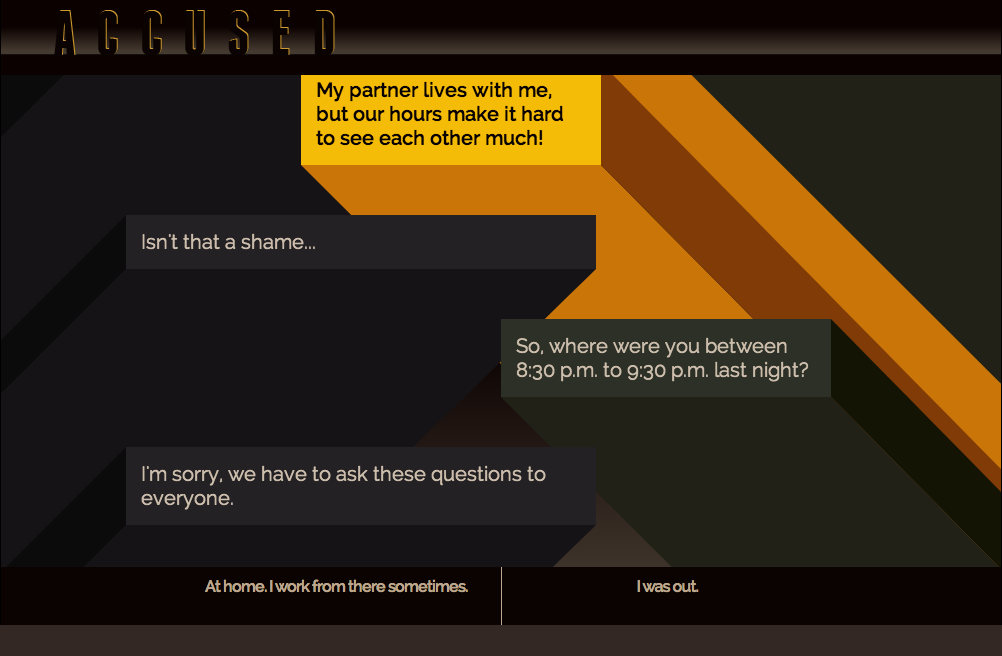 ACCUSED
My partner lives with me,
but our hours make it hard
to see each other much!
Isn't that a shame...
So, where were you between
8:30 p.m. to 9:30 p.m. last night?
I'm sorry, we have to ask these questions to
everyone.
At home. I work from there sometimes.
I was out.